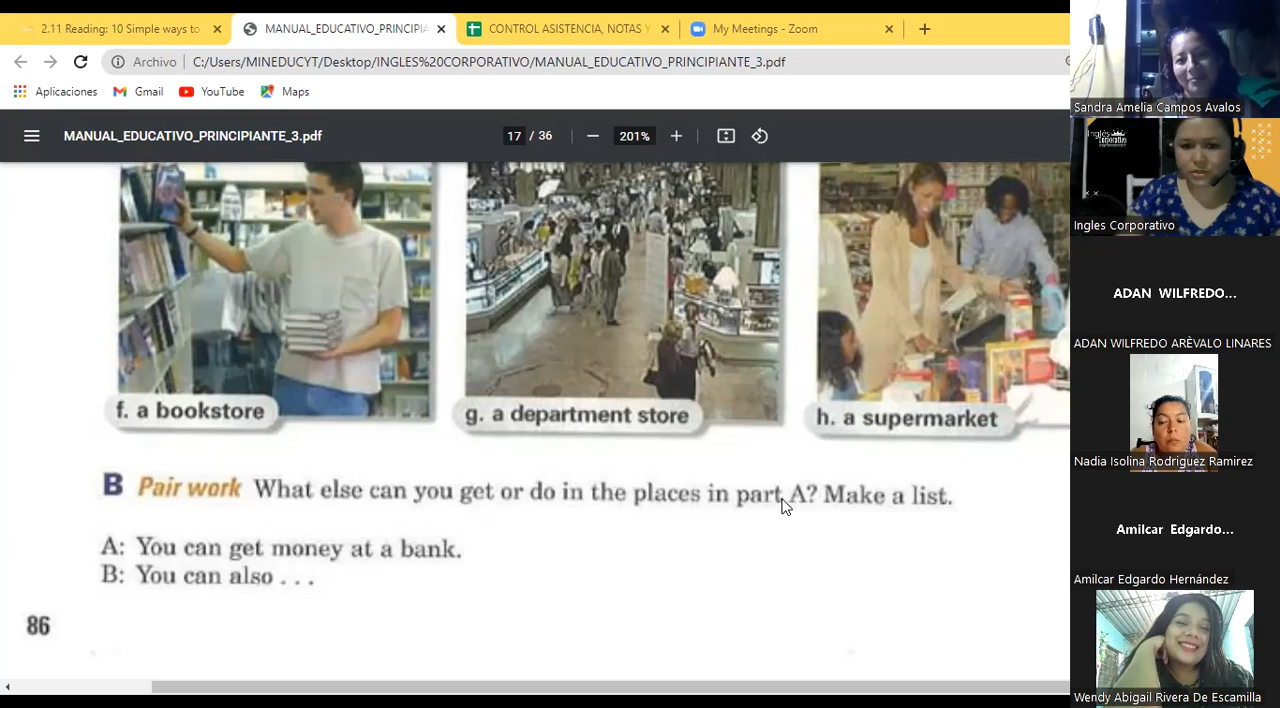 2.11 Reading: 10 Simple ways to
MANUAL_EDUCATIVO_PRINCIPIA
CONTROL ASISTENCIA, NOTAS Y
My Meetings - Zoom
Archivo
C:/Users/MINEDUCYT/Desktop/INGLES%20CORPORATIVO/MANUAL_EDUCATIVO_PRINCIPIANTE_3.pdf
Aplicaciones
Gmail
YouTube
Maps
MANUAL_EDUCATIVO_PRINCIPIANTE_3.pdf
17 / 36
201%
f. a bookstore
g. a department store
h. a supermarket
B Pair work What else can you get or do in the places in part A? Make a list.
A: You can get money at a bank.
B: You can also . . .
86
Sandra Amelia Campos Avalos
Inglés
Corporativo
Ingles Corporativo
ADAN WILFREDO...
ADAN WILFREDO ARÈVALO LINARES
Nadia Isolina Rodriguez Ramirez
Amilcar Edgardo...
Amilcar Edgardo Hernández
Wendy Abigail Rivera De Escamilla